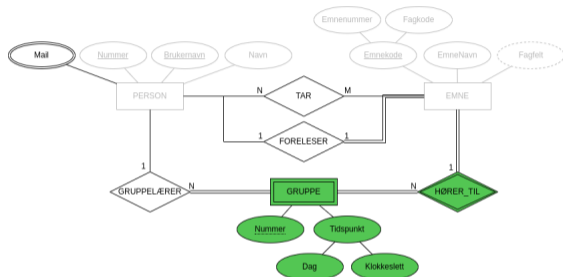 Emnenummer Fagkode
Mail Nummer Brukernavn Navn Emnekode EmneNavn Fagfelt
PERSON N TAR M EMNE
1 FORELESER 1
1 1
GRUPPELÆRER N GRUPPE N HØRER_TIL
Nummer Tidspunkt
Dag Klokkeslett